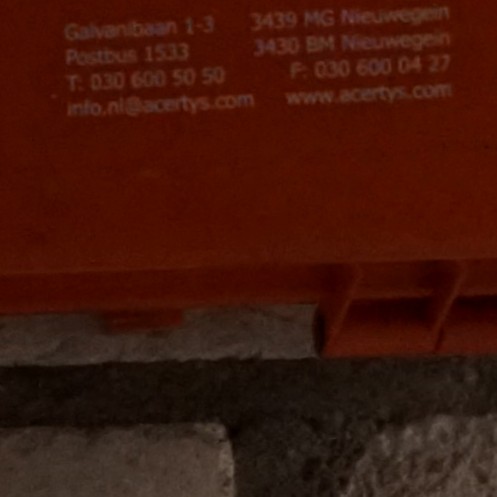 Galvanibaan 1-3 3439 MG Nieuwegein
Postbus 1533 3430 BM Nieuwegein
T: 030 600 50 50 F: 030 600 04 27
info.nl@acertys.com www.acertys.com